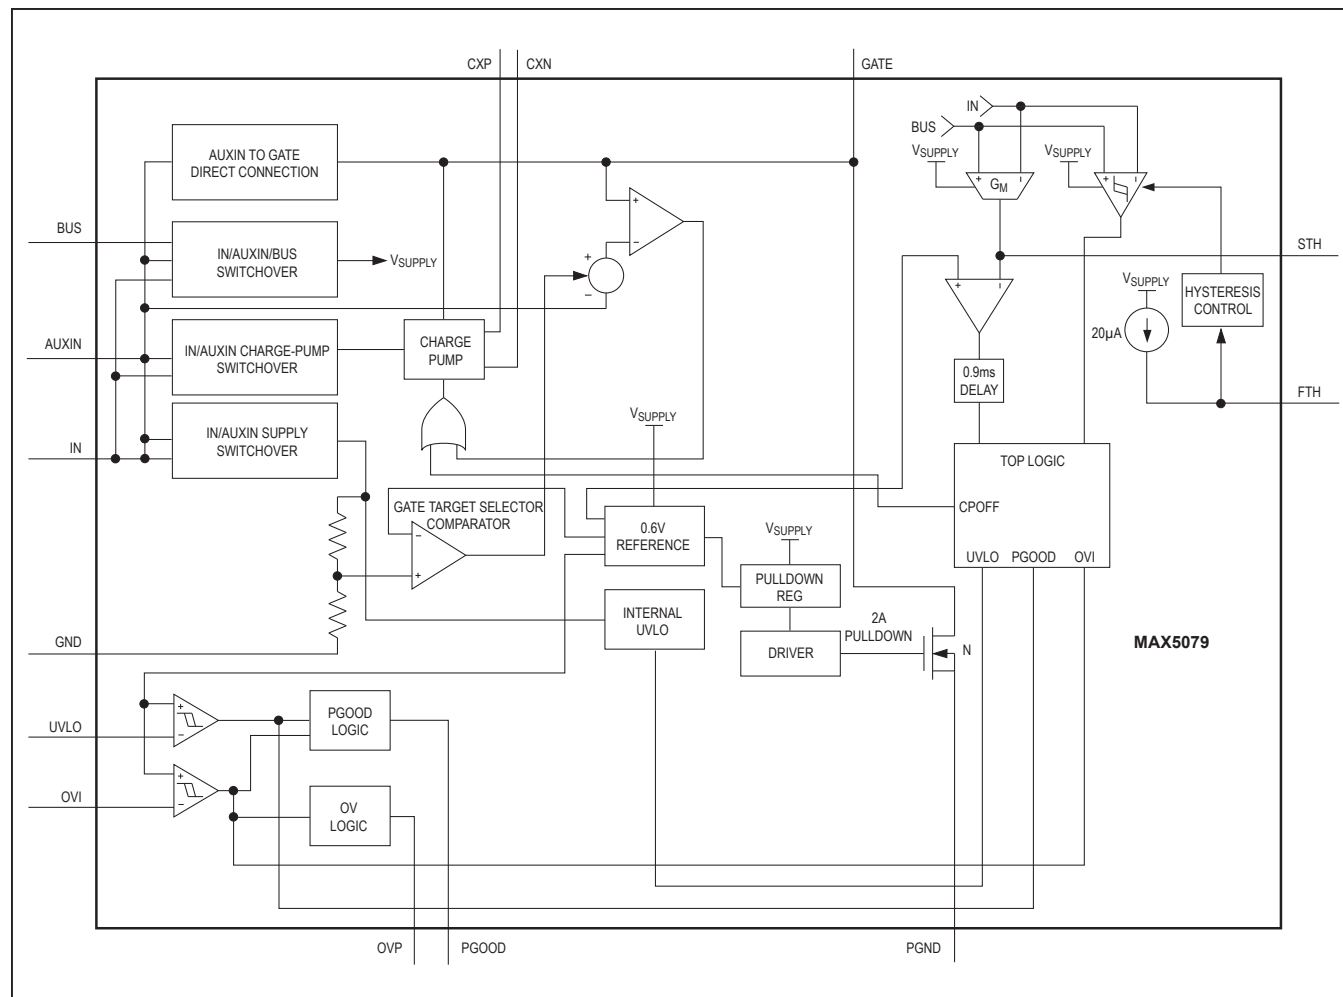 CXP
CXN
GATE
IN
BUS
VSUPPLY
VSUPPLY
+
GM
−
+
−
AUXIN TO GATE
DIRECT CONNECTION
+
−
BUS
IN/AUXIN/BUS
SWITCHOVER
VSUPPLY
+
−
STH
+
−
VSUPPLY
HYSTERESIS
CONTROL
20µA
AUXIN
IN/AUXIN CHARGE-PUMP
SWITCHOVER
CHARGE
PUMP
0.9ms
DELAY
FTH
IN
IN/AUXIN SUPPLY
SWITCHOVER
VSUPPLY
TOP LOGIC
CPOFF
UVLO
PGOOD
OVI
GATE TARGET SELECTOR
COMPARATOR
−
+
0.6V
REFERENCE
VSUPPLY
PULLDOWN
REG
INTERNAL
UVLO
2A
PULLDOWN
DRIVER
N
MAX5079
GND
UVLO
+
−
PGOOD
LOGIC
OVI
+
−
OV
LOGIC
OVP
PGOOD
PGND